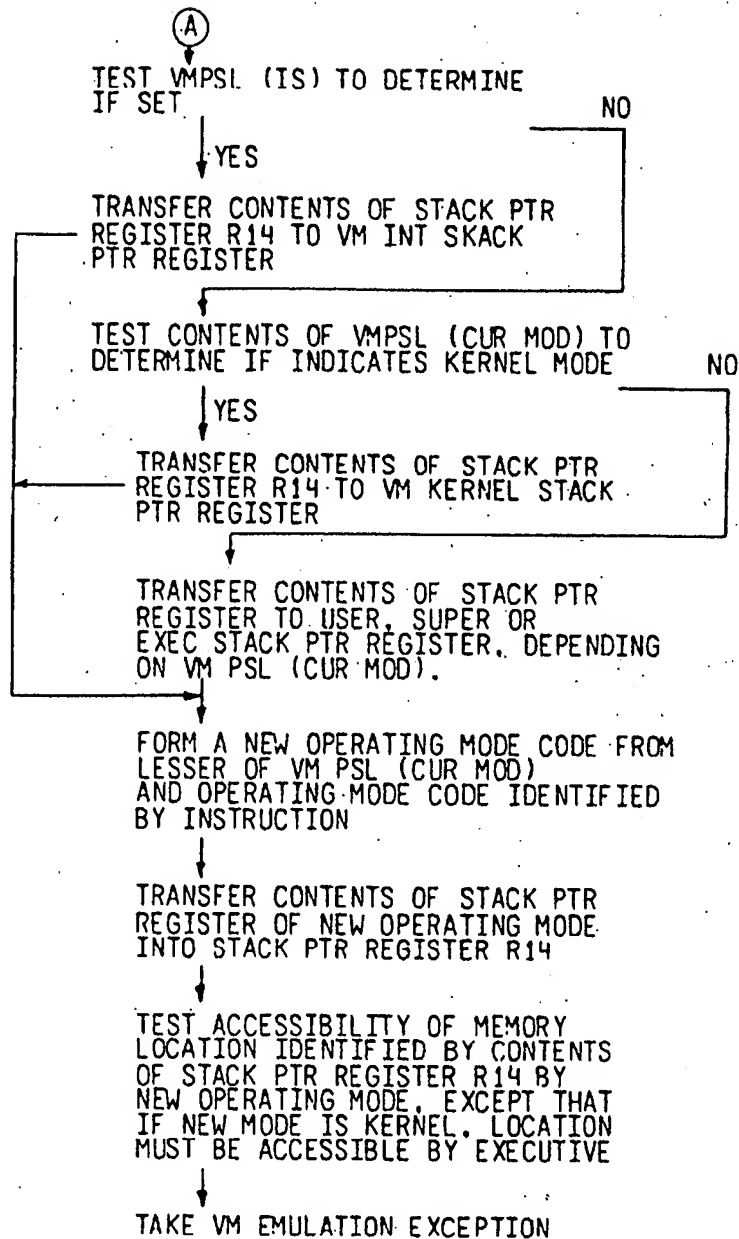 A
TEST VMPSL (IS) TO DETERMINE
IF SET
NO
YES
TRANSFER CONTENTS OF STACK PTR
REGISTER R14 TO VM INT SKACK
PTR REGISTER
TEST CONTENTS OF VMPSL (CUR MOD) TO
DETERMINE IF INDICATES KERNEL MODE
NO
YES
TRANSFER CONTENTS OF STACK PTR
REGISTER R14 TO VM KERNEL STACK
PTR REGISTER
TRANSFER CONTENTS OF STACK PTR
REGISTER TO USER, SUPER OR
EXEC STACK PTR REGISTER, DEPENDING
ON VM PSL (CUR MOD).
FORM A NEW OPERATING MODE CODE FROM
LESSER OF VM PSL (CUR MOD)
AND OPERATING MODE CODE IDENTIFIED
BY INSTRUCTION
TRANSFER CONTENTS OF STACK PTR
REGISTER OF NEW OPERATING MODE
INTO STACK PTR REGISTER R14
TEST ACCESSIBILITY OF MEMORY
LOCATION IDENTIFIED BY CONTENTS
OF STACK PTR REGISTER R14 BY
NEW OPERATING MODE, EXCEPT THAT
IF NEW MODE IS KERNEL, LOCATION
MUST BE ACCESSIBLE BY EXECUTIVE
TAKE VM EMULATION EXCEPTION